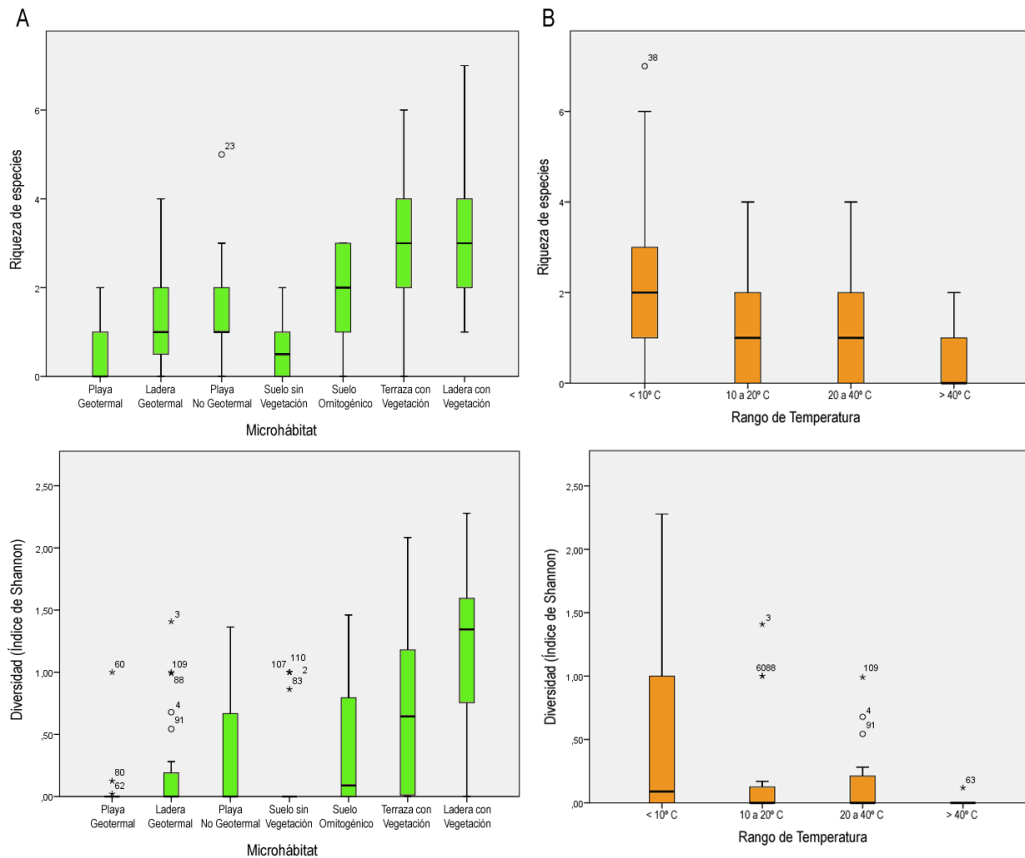 A
Riqueza de especies
6
4
2
0
23
Playa Geotermal
Ladera Geotermal
Playa No Geotermal
Suelo sin Vegetación
Suelo Ornitogénico
Terraza con Vegetación
Ladera con Vegetación
Microhábitat
B
Riqueza de especies
6
4
2
0
38
< 10º C
10 a 20º C
20 a 40º C
> 40º C
Rango de Temperatura
Diversidad (Índice de Shannon)
2,50
2,00
1,50
1,00
,50
,00
60
80
62
3
109
88
4
91
107
110
2
83
Playa Geotermal
Ladera Geotermal
Playa No Geotermal
Suelo sin Vegetación
Suelo Ornitogénico
Terraza con Vegetación
Ladera con Vegetación
Microhábitat
Diversidad (Índice de Shannon)
2,50
2,00
1,50
1,00
,50
,00
3
6088
109
4
91
63
< 10º C
10 a 20º C
20 a 40º C
> 40º C
Rango de Temperatura